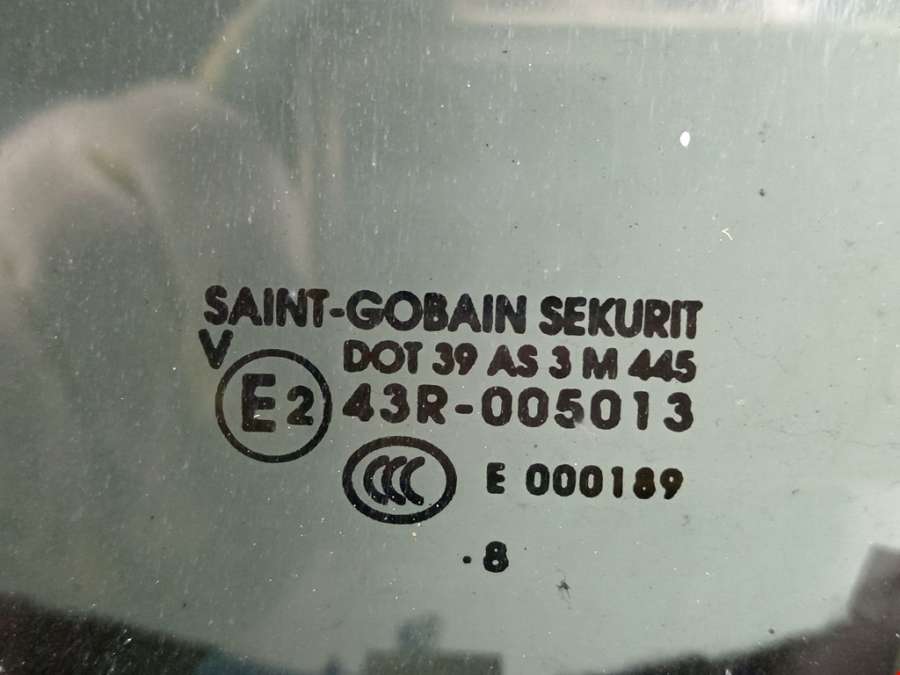 SAINT-GOBAIN SEKURIT
V DOT 39 AS 3 M 445
E2 43R-005013
CCC E 000189
.8